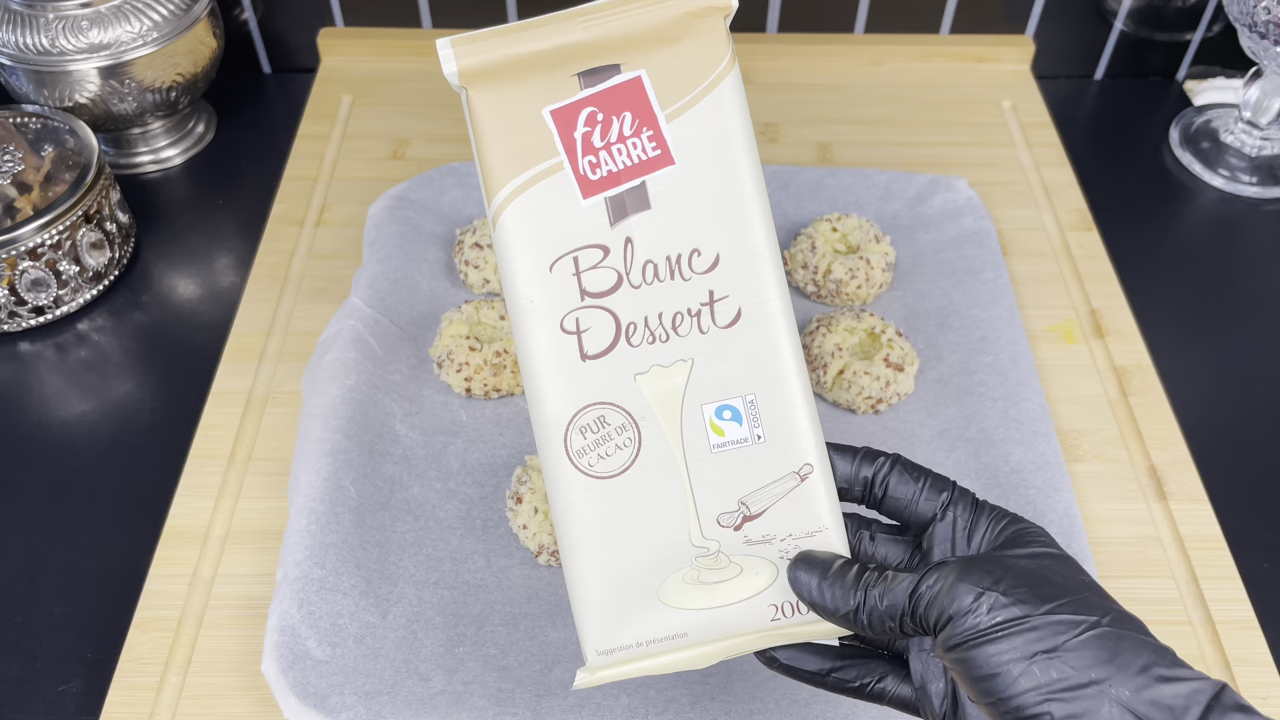 fin
CARRÉ
Blanc
Dessert
PUR
BEURRE DE
CACAO
FAIRTRADE
COCOA
200
Suggestion de présentation